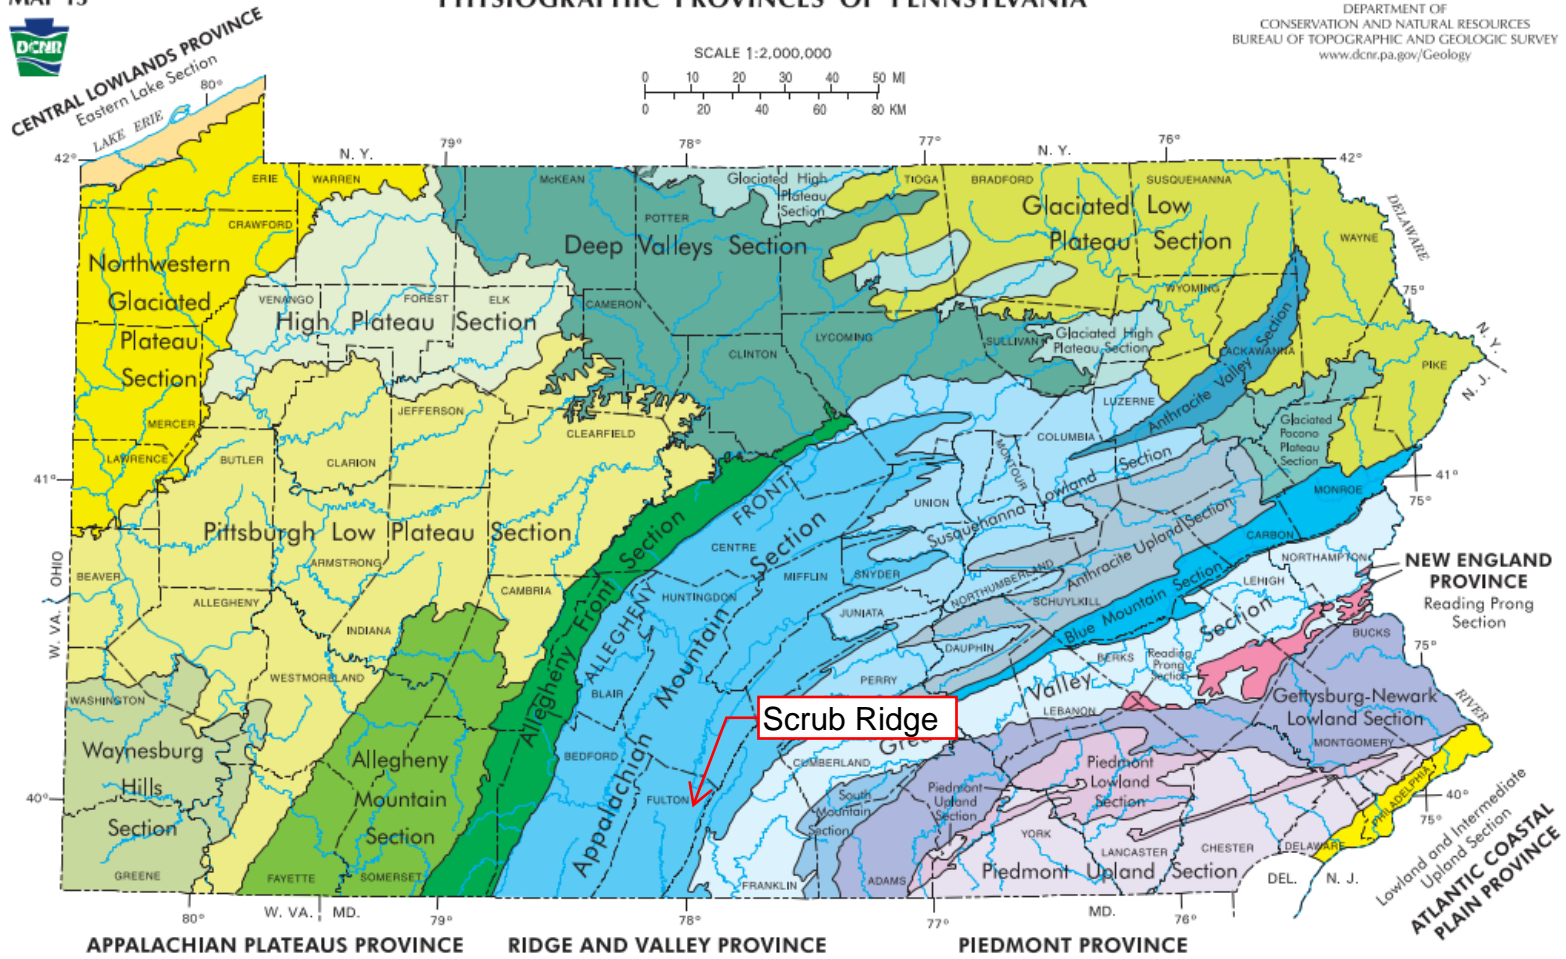 MAP 13
PHYSIOGRAPHIC PROVINCES OF PENNSYLVANIA
DEPARTMENT OF
CONSERVATION AND NATURAL RESOURCES
BUREAU OF TOPOGRAPHIC AND GEOLOGIC SURVEY
www.dcnr.pa.gov/Geology
DCNR
CENTRAL LOWLANDS PROVINCE
Eastern Lake Section
SCALE 1:2,000,000
0 10 20 30 40 50 MI
0 20 40 60 80 KM
80°
LAKE ERIE
42°
N. Y.
79°
78°
77°
N. Y.
76°
42°
ERIE
WARREN
McKEAN
POTTER
Glaciated High
Plateau
Section
TIOGA
BRADFORD
SUSQUEHANNA
WAYNE
DELAWARE
CRAWFORD
Deep Valleys Section
Glaciated Low
Plateau Section
Northwestern
Glaciated
Plateau
Section
VENANGO
FOREST
ELK
High Plateau Section
CAMERON
CLINTON
LYCOMING
SULLIVAN
Glaciated High
Plateau Section
WYOMING
LACKAWANNA
75°
N. Y.
N. J.
PIKE
MERCER
LAWRENCE
BUTLER
CLARION
JEFFERSON
CLEARFIELD
LUZERNE
Anthracite Valley Section
Glaciated
Pocono
Plateau
Section
COLUMBIA
MONTOUR
UNION
41°
41°
75°
MONROE
Pittsburgh Low Plateau Section
ALLEGHENY FRONT
Allegheny Front Section
CENTRE
Susquehanna Lowland Section
Anthracite Upland Section
CARBON
NORTHAMPTON
NEW ENGLAND
PROVINCE
Reading Prong
Section
OHIO
W. VA.
BEAVER
ARMSTRONG
ALLEGHENY
INDIANA
CAMBRIA
HUNTINGDON
MIFFLIN
SNYDER
NORTHUMBERLAND
SCHUYLKILL
LEHIGH
JUNIATA
DAUPHIN
Blue Mountain Section
BERKS
Reading
Prong
Section
BUCKS
75°
WESTMORELAND
WASHINGTON
BLAIR
PERRY
Great Valley Section
LEBANON
Gettysburg-Newark
Lowland Section
RIVER
Scrub Ridge
Waynesburg
Hills
Section
Allegheny
Mountain
Section
BEDFORD
Appalachian Mountain Section
FULTON
CUMBERLAND
South
Mountain
Section
Piedmont
Upland
Section
Piedmont
Lowland
Section
MONTGOMERY
PHILADELPHIA
40°
40°
75°
YORK
LANCASTER
CHESTER
DELAWARE
GREENE
FAYETTE
SOMERSET
FRANKLIN
ADAMS
Piedmont Upland Section
DEL.
N. J.
Lowland and Intermediate
Upland Section
ATLANTIC COASTAL
PLAIN PROVINCE
80°
W. VA.
MD.
79°
78°
77°
MD.
76°
APPALACHIAN PLATEAUS PROVINCE
RIDGE AND VALLEY PROVINCE
PIEDMONT PROVINCE